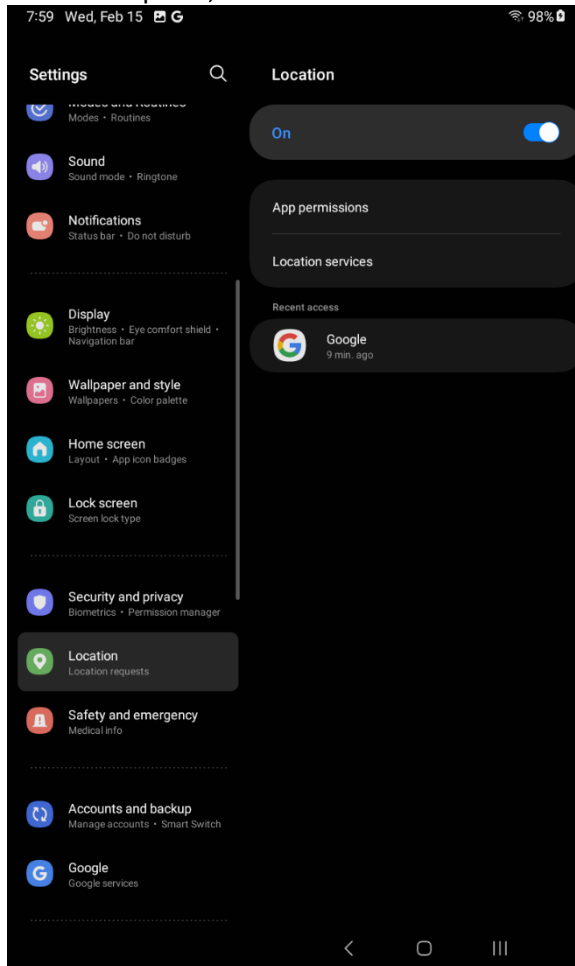 7:59 Wed, Feb 15 G 98%
Settings
Modes and Routines
Modes • Routines
Sound
Sound mode • Ringtone
Notifications
Status bar • Do not disturb
Display
Brightness • Eye comfort shield •
Navigation bar
Wallpaper and style
Wallpapers • Color palette
Home screen
Layout • App icon badges
Lock screen
Screen lock type
Security and privacy
Biometrics • Permission manager
Location
Location requests
Safety and emergency
Medical info
Accounts and backup
Manage accounts • Smart Switch
Google
Google services
Location
On
App permissions
Location services
Recent access
Google
9 min. ago